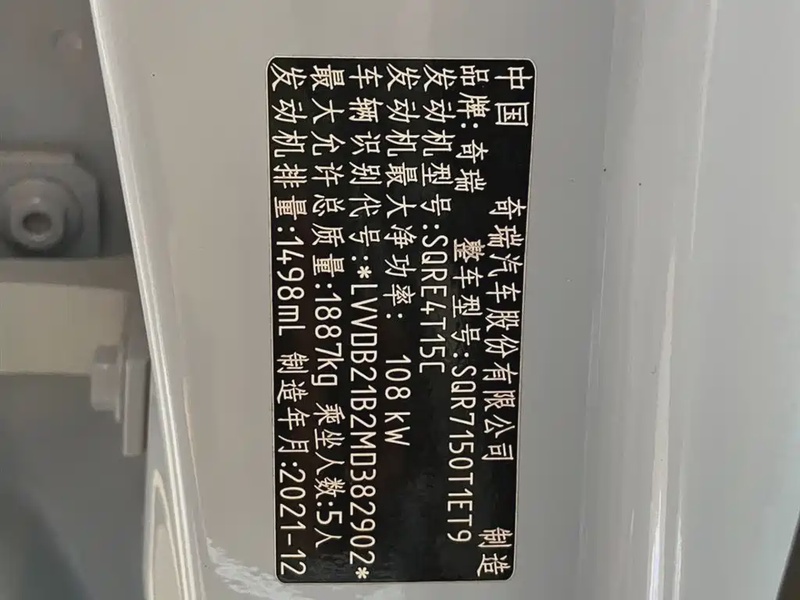 中国 奇瑞汽车股份有限公司 制造
品牌: 奇瑞 整车型号:SQR7150T1ET9
发动机型号:SQRE4T15C
发动机最大净功率: 108 kW
车辆识别代号:*LVVDB21B2MD382902*
最大允许总质量:1887kg 乘坐人数:5人
发动机排量:1498ml 制造年月:2021-12